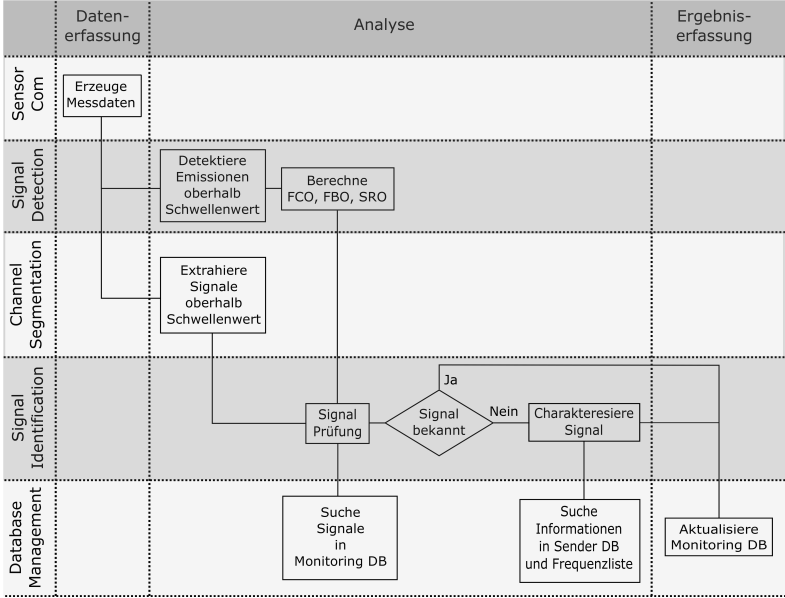 Daten-
erfassung
Analyse
Ergebnis-
erfassung
Sensor
Com
Erzeuge
Messdaten
Signal
Detection
Detektiere
Emissionen
oberhalb
Schwellenwert
Berechne
FCO, FBO, SRO
Channel
Segmentation
Extrahiere
Signale
oberhalb
Schwellenwert
Signal
Identification
Signal
Prüfung
Signal
bekannt
Ja
Nein
Charakteresiere
Signal
Database
Management
Suche
Signale
in
Monitoring DB
Suche
Informationen
in Sender DB
und Frequenzliste
Aktualisiere
Monitoring DB